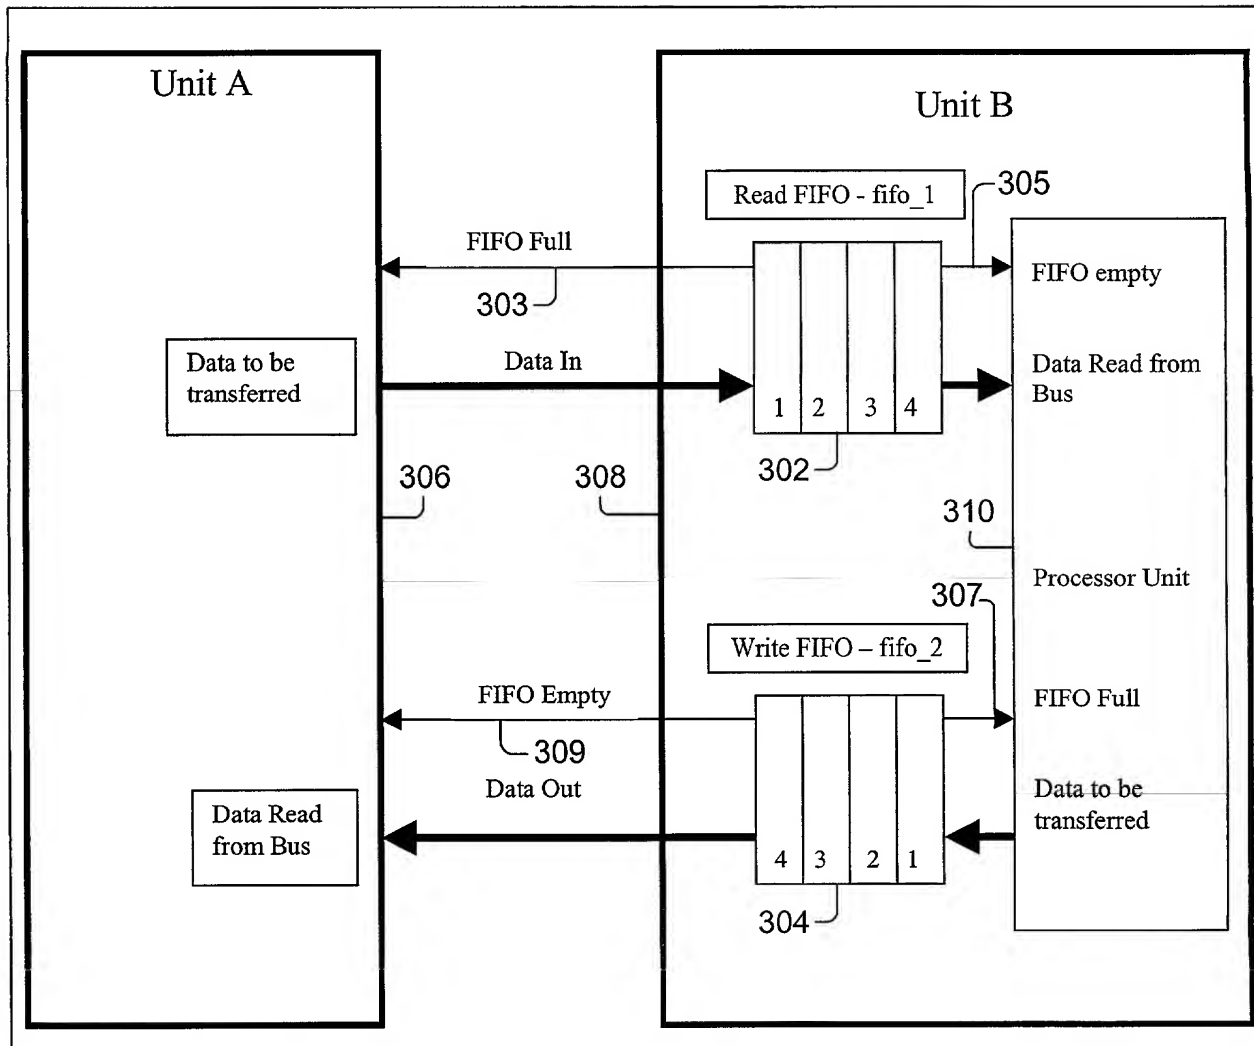 Unit A
Unit B
Read FIFO - fifo_1
305
FIFO Full
303
FIFO empty
Data to be
transferred
Data In
Data Read from
Bus
1 2 3 4
302
306
308
310
Processor Unit
307
Write FIFO – fifo_2
FIFO Empty
309
FIFO Full
Data Out
Data Read
from Bus
Data to be
transferred
4 3 2 1
304